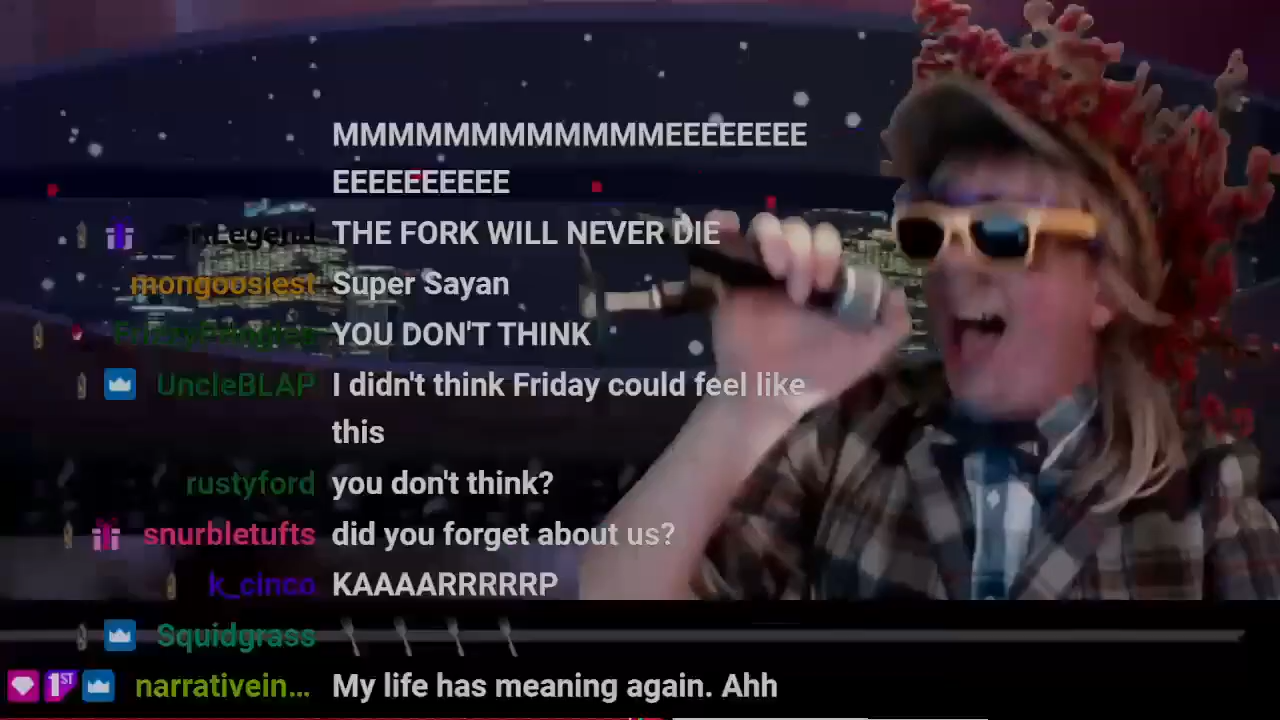 MMMMMMMMMMMMEEEEEEEE
EEEEEEEEEE
THE FORK WILL NEVER DIE
mongoosiest Super Sayan
YOU DON'T THINK
UncleBLAP I didn't think Friday could feel like
this
rustyford you don't think?
snurbletufts did you forget about us?
k_cinco KAAAARRRRRP
Squidgrass
1ST narrativein... My life has meaning again. Ahh